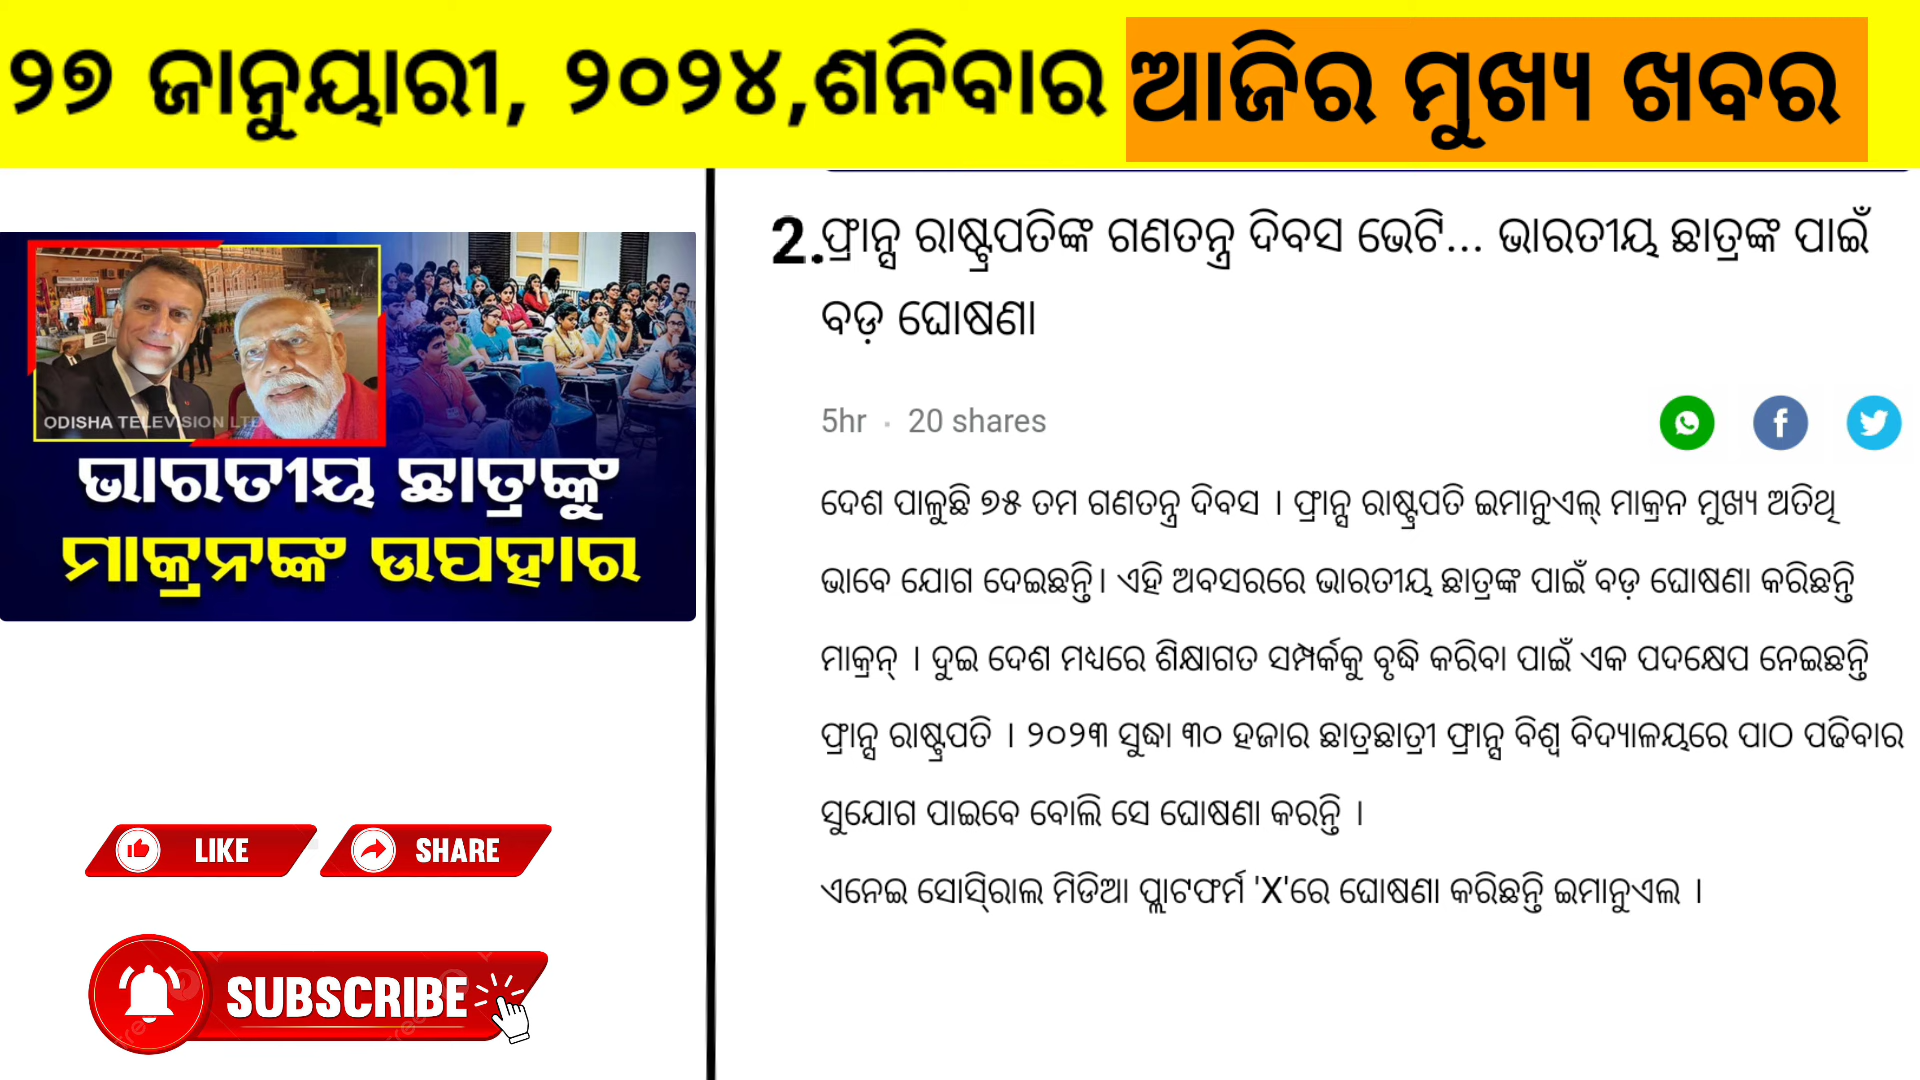 ୨୭ ଜାନୁୟାରୀ, ୨୦୨୪,ଶନିବାର ଆଜିର ମୁଖ୍ୟ ଖବର
ODISHA TELEVISION LTD
ଭାରତୀୟ ଛାତ୍ରଙ୍କୁ
ମାକ୍ରନଙ୍କ ଉପହାର
LIKE
SHARE
SUBSCRIBE
2.ଫ୍ରାନ୍ସ ରାଷ୍ଟ୍ରପତିଙ୍କ ଗଣତନ୍ତ୍ର ଦିବସ ଭେଟି... ଭାରତୀୟ ଛାତ୍ରଙ୍କ ପାଇଁ
ବଡ଼ ଘୋଷଣା
5hr · 20 shares
ଦେଶ ପାଳୁଛି ୭୫ ତମ ଗଣତନ୍ତ୍ର ଦିବସ । ଫ୍ରାନ୍ସ ରାଷ୍ଟ୍ରପତି ଇମାନୁଏଲ୍ ମାକ୍ରନ ମୁଖ୍ୟ ଅତିଥି
ଭାବେ ଯୋଗ ଦେଇଛନ୍ତି। ଏହି ଅବସରରେ ଭାରତୀୟ ଛାତ୍ରଙ୍କ ପାଇଁ ବଡ଼ ଘୋଷଣା କରିଛନ୍ତି
ମାକ୍ରନ୍ । ଦୁଇ ଦେଶ ମଧ୍ୟରେ ଶିକ୍ଷାଗତ ସମ୍ପର୍କକୁ ବୃଦ୍ଧି କରିବା ପାଇଁ ଏକ ପଦକ୍ଷେପ ନେଇଛନ୍ତି
ଫ୍ରାନ୍ସ ରାଷ୍ଟ୍ରପତି । ୨୦୨୩ ସୁଦ୍ଧା ୩୦ ହଜାର ଛାତ୍ରଛାତ୍ରୀ ଫ୍ରାନ୍ସ ବିଶ୍ୱ ବିଦ୍ୟାଳୟରେ ପାଠ ପଢିବାର
ସୁଯୋଗ ପାଇବେ ବୋଲି ସେ ଘୋଷଣା କରନ୍ତି ।
ଏନେଇ ସୋସି୍ରାଲ ମିଡିଆ ପ୍ଲାଟଫର୍ମ 'X'ରେ ଘୋଷଣା କରିଛନ୍ତି ଇମାନୁଏଲ ।